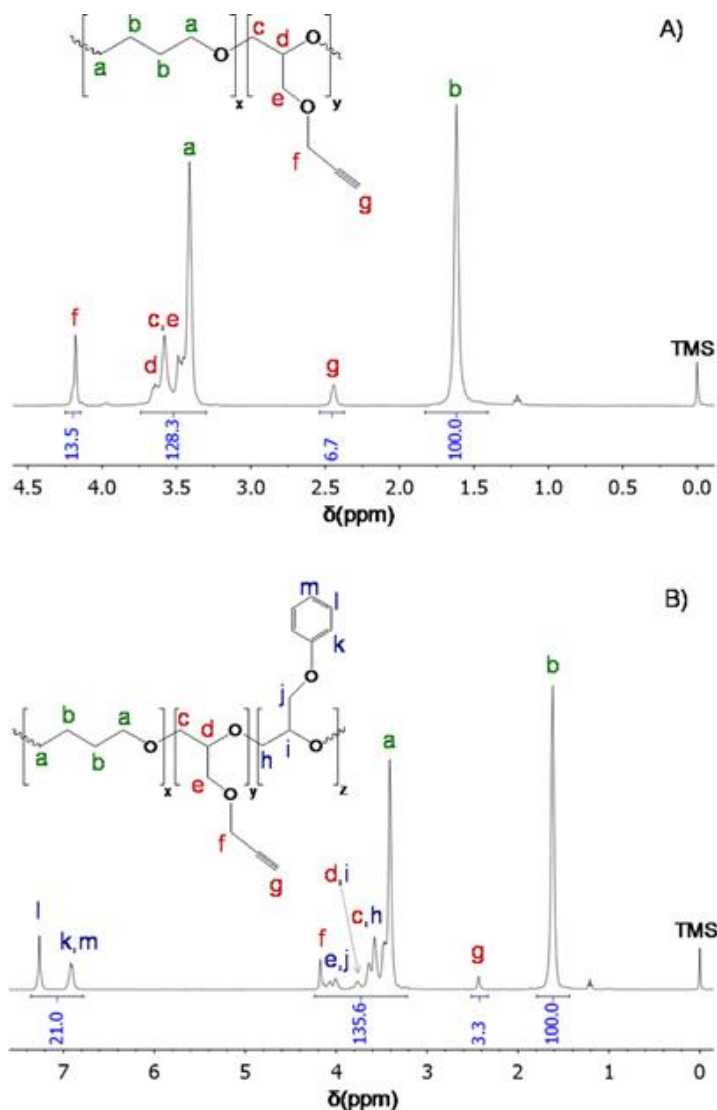 A)
b a c d O
a b O e
x O y
f
g
b
a
f c,e
d
g
TMS
13.5 128.3 6.7 100.0
4.5 4.0 3.5 3.0 2.5 2.0 1.5 1.0 0.5 0.0
δ(ppm)
B)
m
l
k
O
j
b a c d O i O
a b O e h
x O y z
f
g
b
a
d,i
c,h
l
k,m
f
e,j
g
TMS
21.0 135.6 3.3 100.0
7 6 5 4 3 2 1 0
δ(ppm)